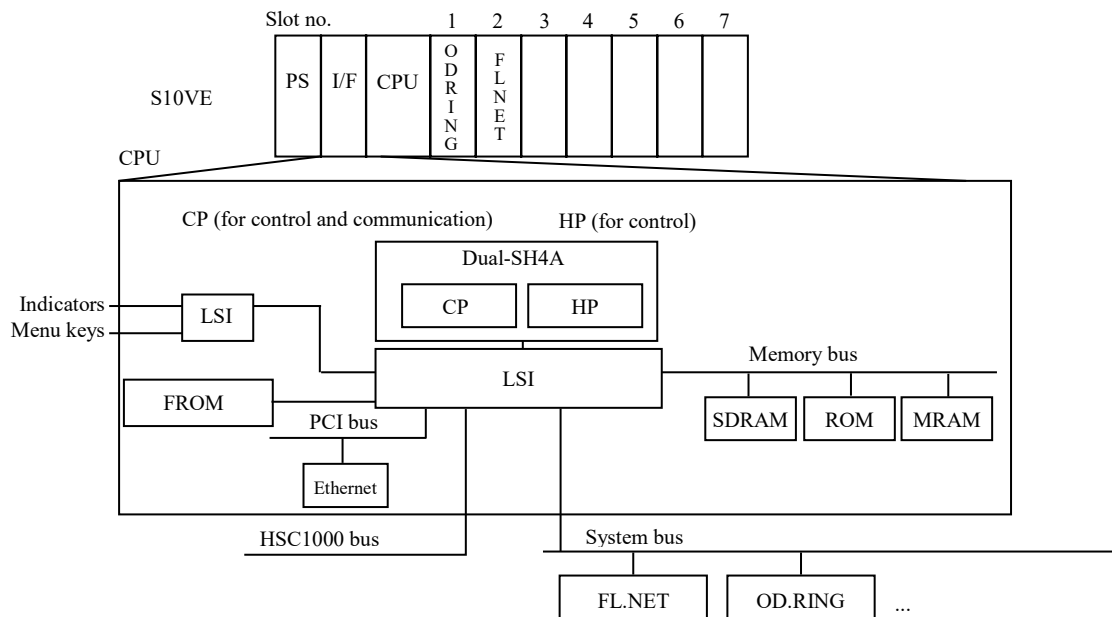 Slot no. 1 2 3 4 5 6 7
S10VE
PS I/F CPU ODRING FLNET
CPU
CP (for control and communication) HP (for control)
Dual-SH4A
CP HP
Indicators
Menu keys
LSI
LSI
Memory bus
FROM
SDRAM ROM MRAM
PCI bus
Ethernet
HSC1000 bus
System bus
FL.NET OD.RING ...